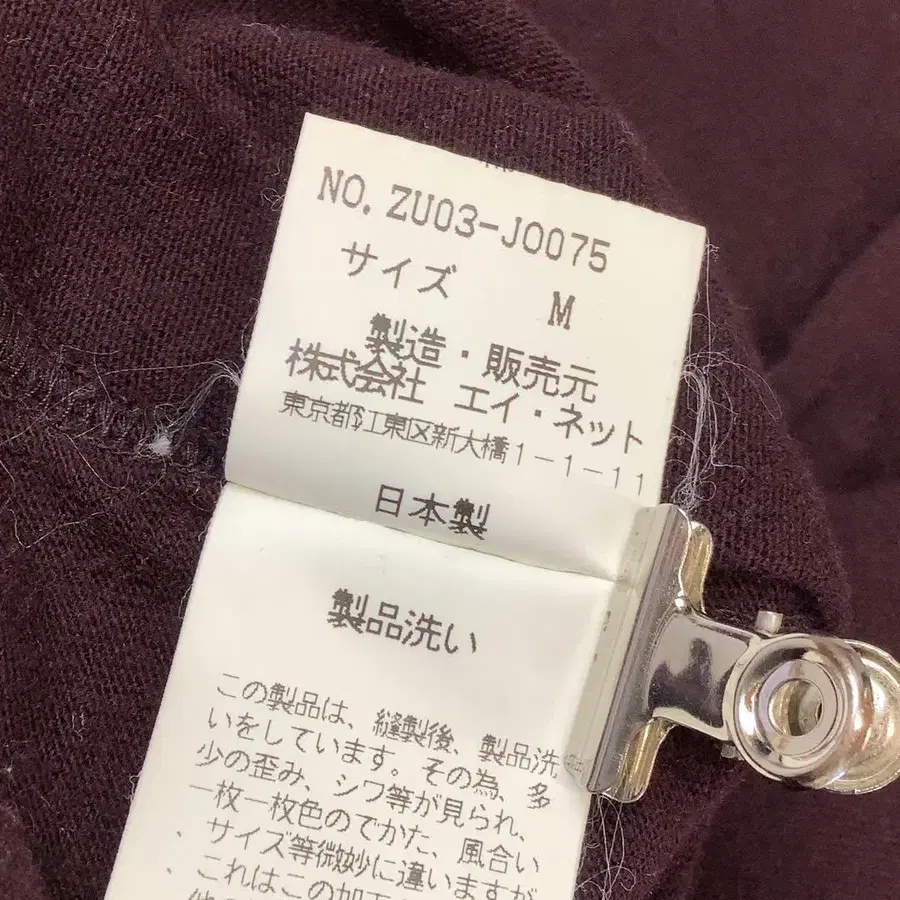 NO. ZU03-J0075
サイズ M
製造・販売元
株式会社 エィ・ネット
東京都江東区新大橋1-1-11
日本製
製品洗い
この製品は、縫製後、製品洗
いをしています。その為、多
少の歪み、シワ等が見られ、
一枚一枚色のでかた、風合い
、サイズ等微妙に違いますが
、これはこの加工